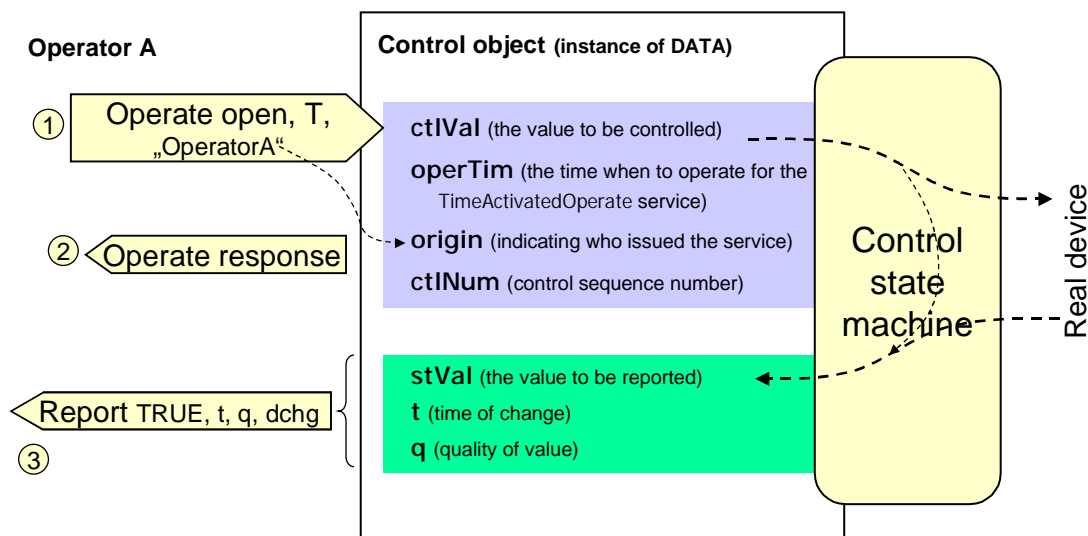 Operator A
Control object (instance of DATA)
1
Operate open, T,
„OperatorA“
ctlVal (the value to be controlled)
operTim (the time when to operate for the
TimeActivatedOperate service)
origin (indicating who issued the service)
ctlNum (control sequence number)
2
Operate response
Control
state
machine
Real device
stVal (the value to be reported)
t (time of change)
q (quality of value)
Report TRUE, t, q, dchg
3